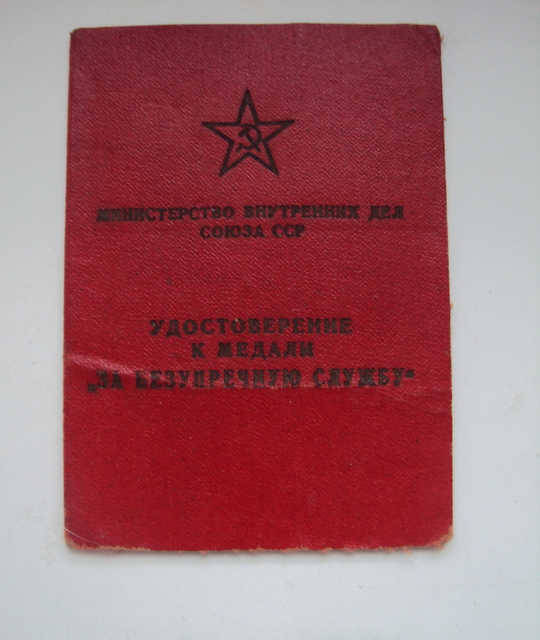 МИНИСТЕРСТВО ВНУТРЕННИХ ДЕЛ
СОЮЗА ССР
УДОСТОВЕРЕНИЕ
К МЕДАЛИ
„ЗА БЕЗУПРЕЧНУЮ СЛУЖБУ"